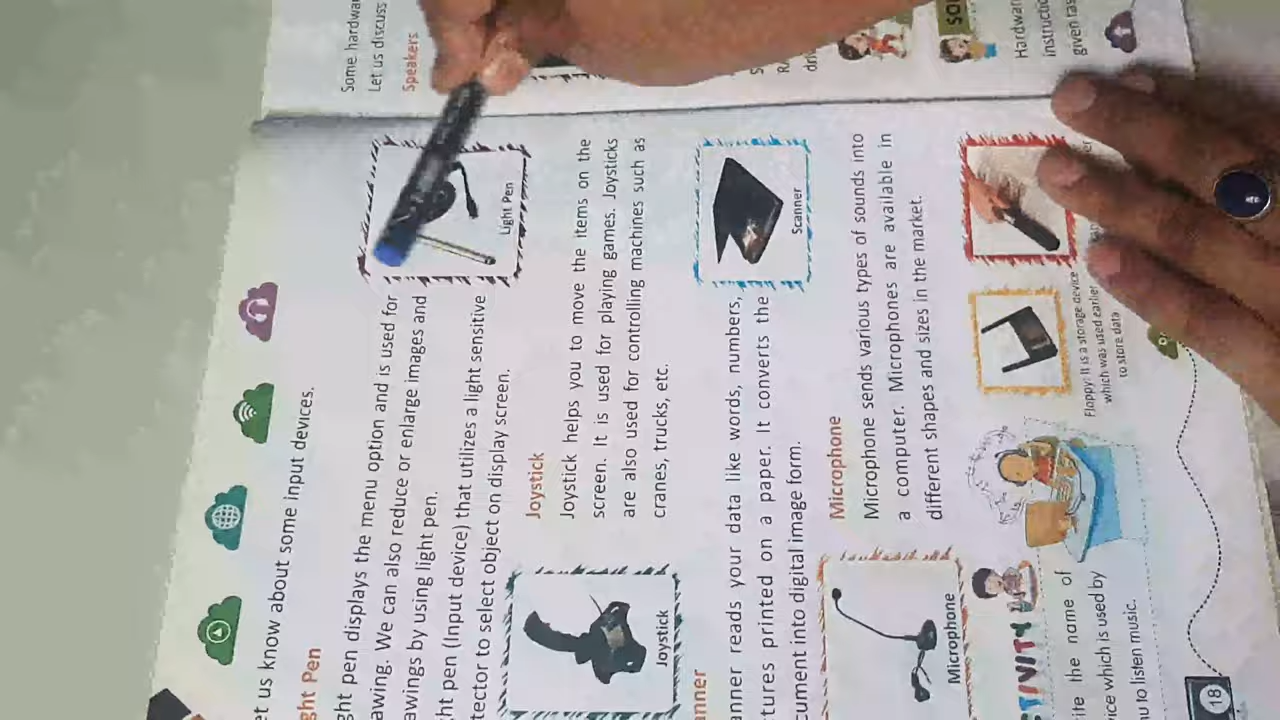 Some hardwar
Let us discuss
Speakers
SO
Hardwar
instructio
given tas
et us know about some input devices.
ght Pen
ght pen displays the menu option and is used for
awing. We can also reduce or enlarge images and
awings by using light pen.
ht pen (Input device) that utilizes a light sensitive
tector to select object on display screen.
Light Pen
Joystick
Joystick helps you to move the items on the
screen. It is used for playing games. Joysticks
are also used for controlling machines such as
cranes, trucks, etc.
Joystick
anner
anner reads your data like words, numbers,
tures printed on a paper. It converts the
cument into digital image form.
Scanner
Microphone
Microphone sends various types of sounds into
a computer. Microphones are available in
different shapes and sizes in the market.
Microphone
TIVITY
ite the name of
ice which is used by
u to listen music.
Floppy: It is a storage device
which was used earlier
to store data
18